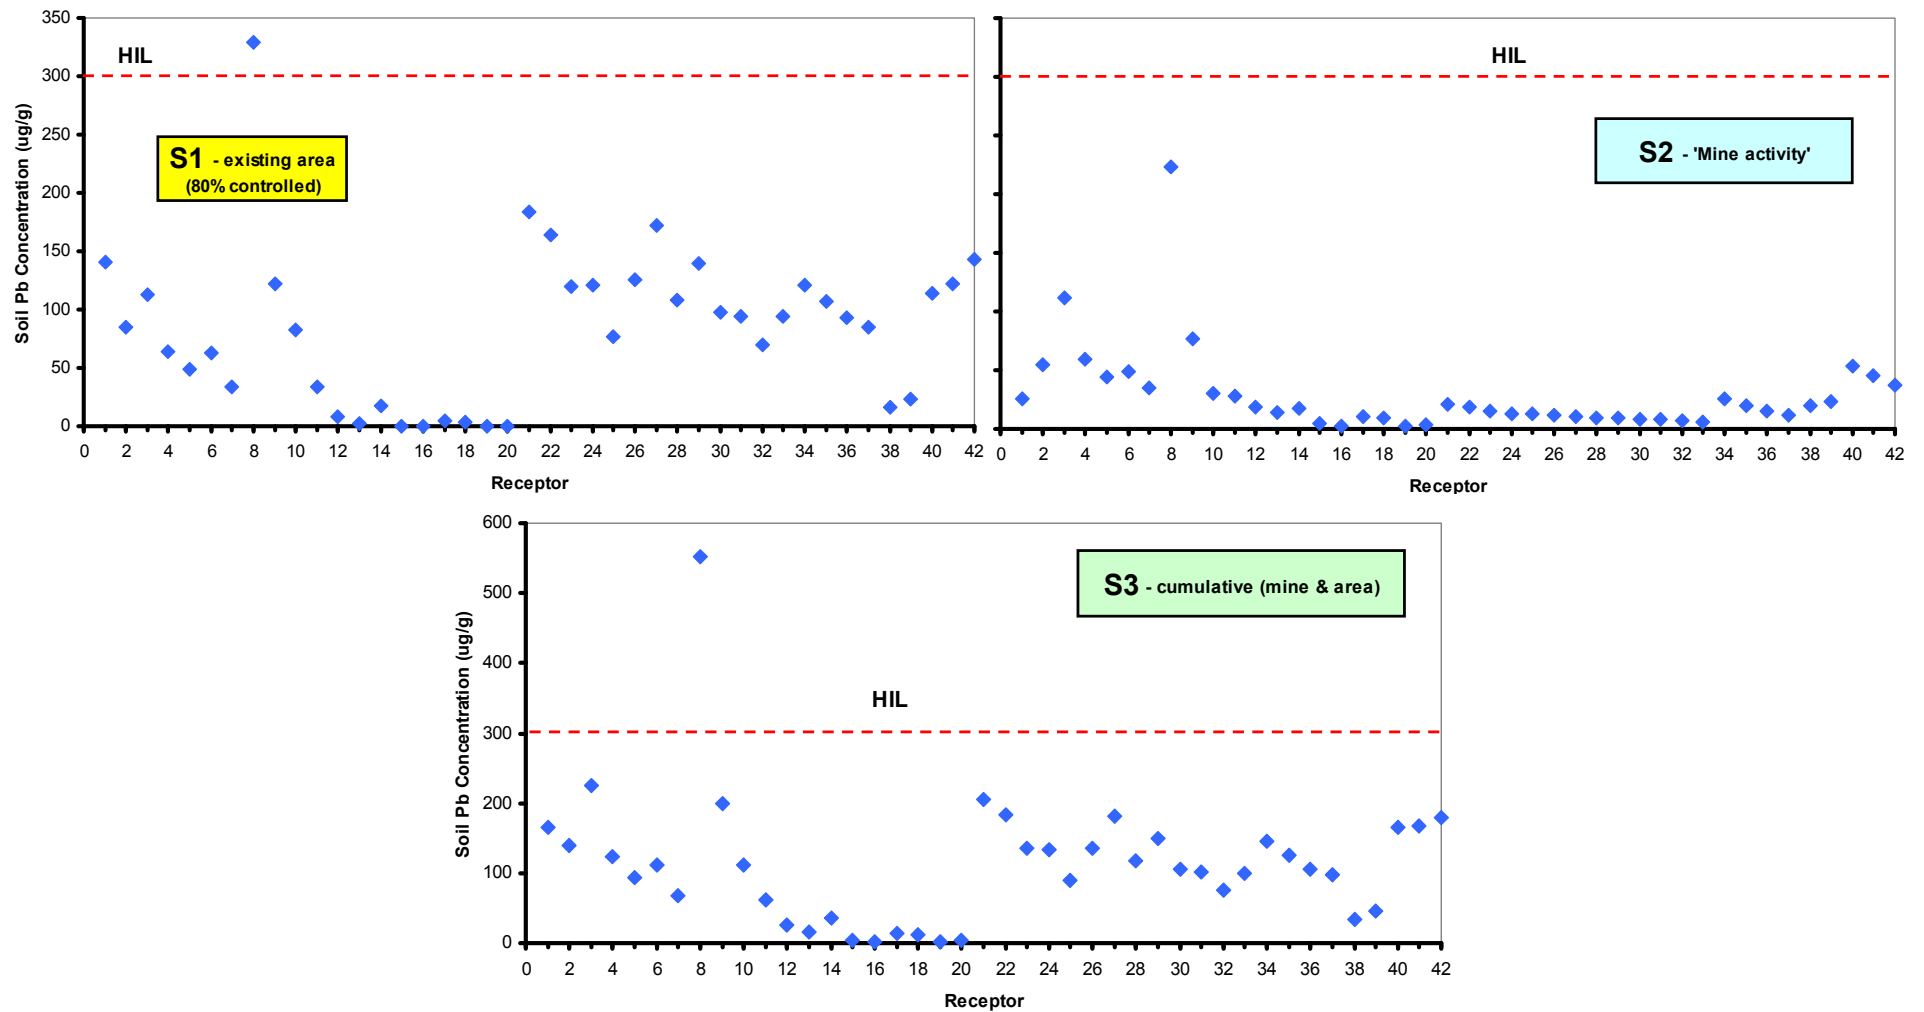 350
300
250
200
150
100
50
0
Soil Pb Concentration (ug/g)
HIL
S1 - existing area
(80% controlled)
0 2 4 6 8 10 12 14 16 18 20 22 24 26 28 30 32 34 36 38 40 42
Receptor
HIL
S2 - 'Mine activity'
0 2 4 6 8 10 12 14 16 18 20 22 24 26 28 30 32 34 36 38 40 42
Receptor
600
500
400
300
200
100
0
Soil Pb Concentration (ug/g)
S3 - cumulative (mine & area)
HIL
0 2 4 6 8 10 12 14 16 18 20 22 24 26 28 30 32 34 36 38 40 42
Receptor